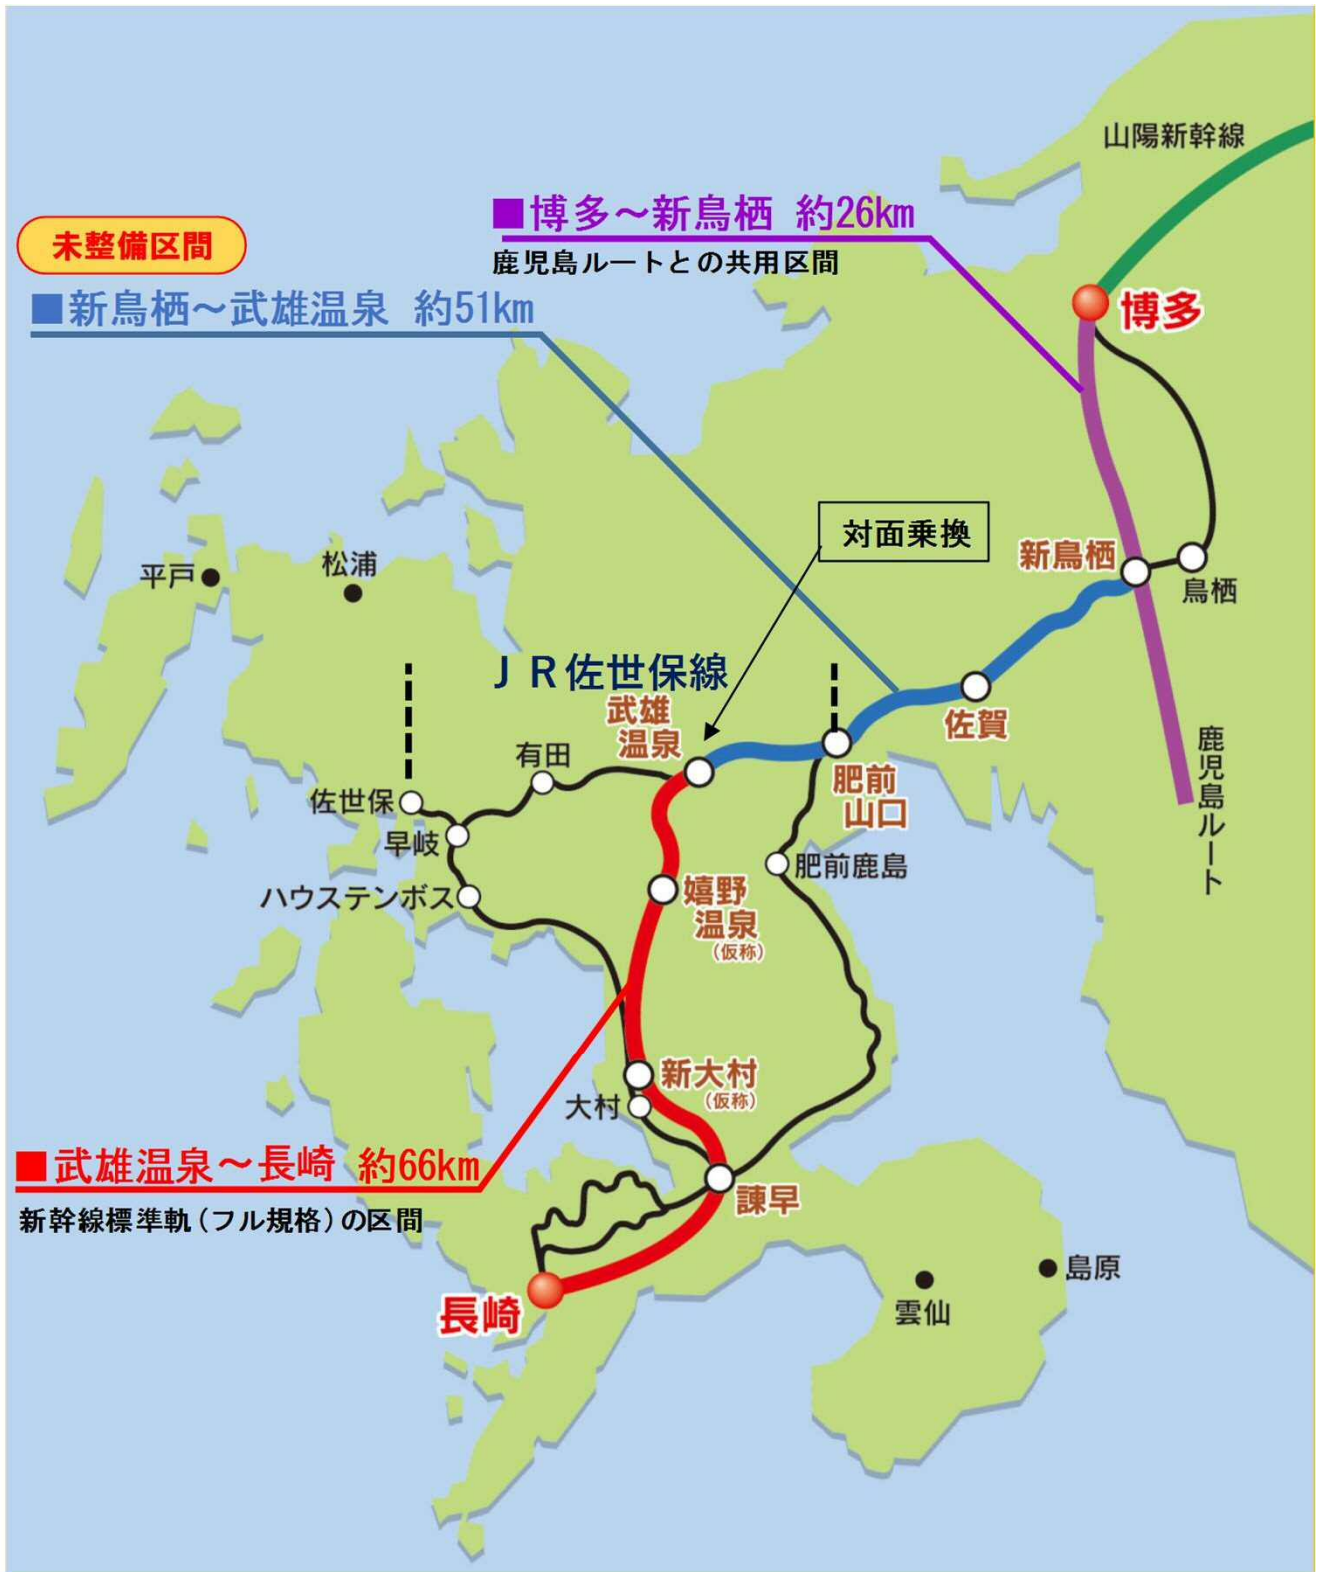 山陽新幹線
■博多～新鳥栖 約26km
鹿児島ルートとの共用区間
未整備区間
■新鳥栖～武雄温泉 約51km
博多
対面乗換
新鳥栖
鳥栖
平戸
松浦
JR佐世保線
武雄
温泉
佐賀
有田
肥前
山口
鹿児島ルート
佐世保
早岐
肥前鹿島
ハウステンボス
嬉野
温泉
(仮称)
新大村
(仮称)
大村
■武雄温泉～長崎 約66km
新幹線標準軌(フル規格)の区間
諫早
島原
雲仙
長崎